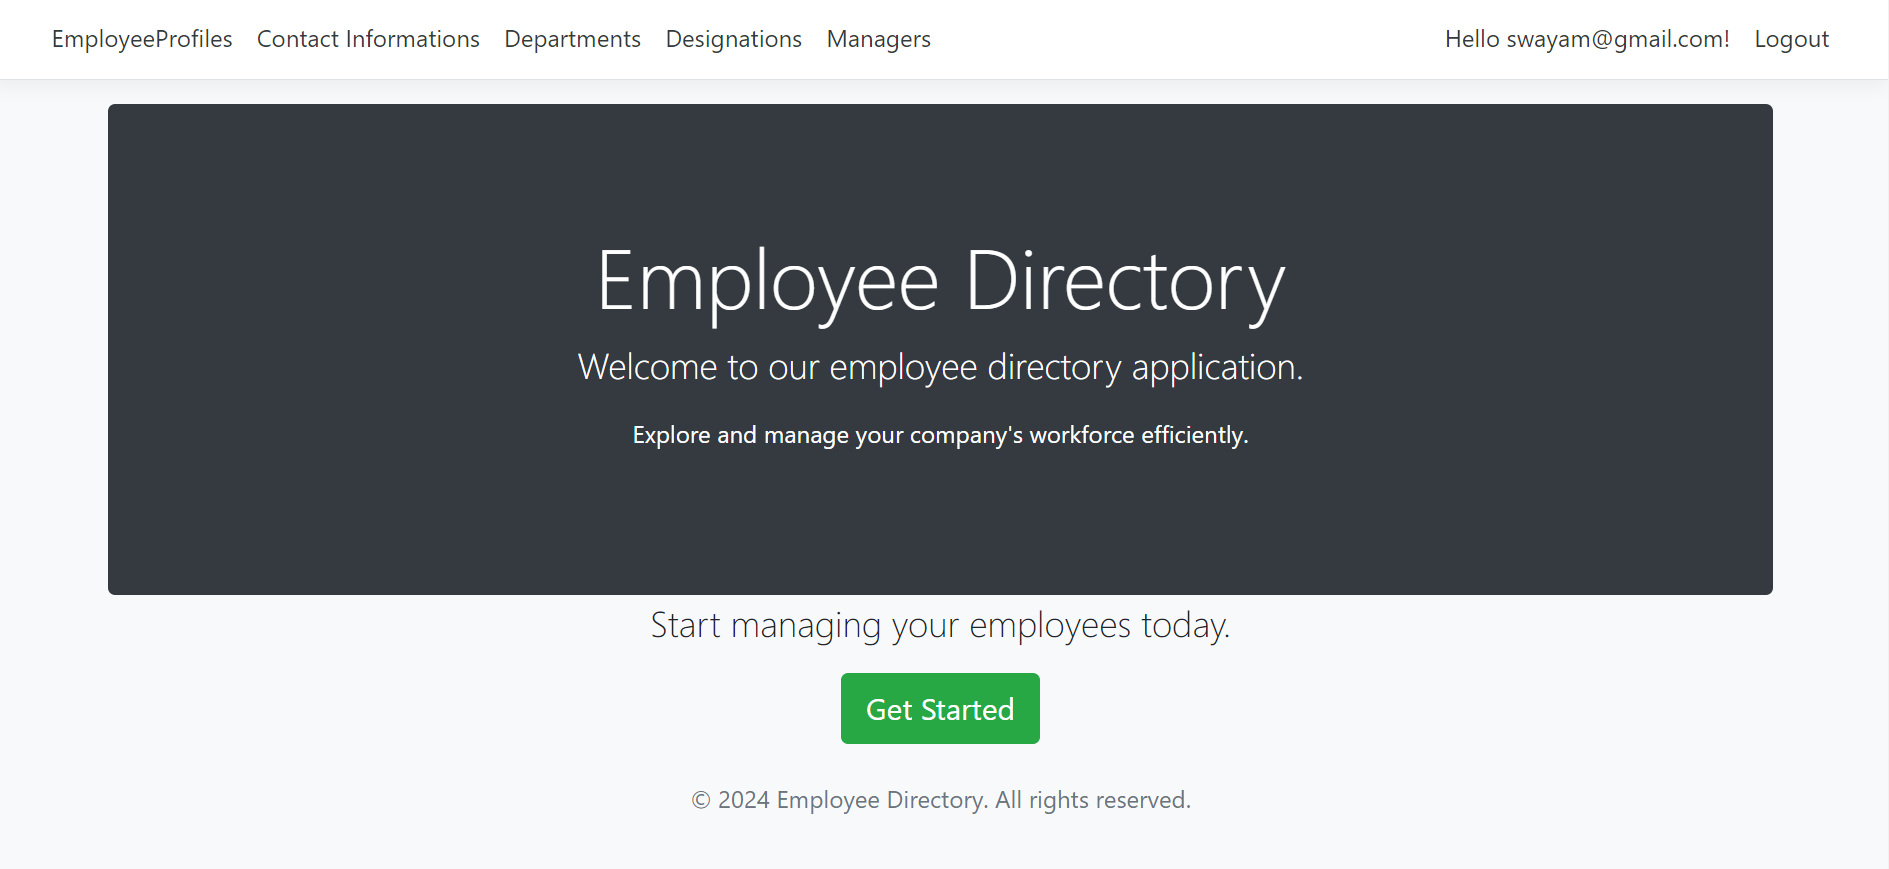 EmployeeProfiles Contact Informations Departments Designations Managers Hello swayam@gmail.com! Logout
Employee Directory
Welcome to our employee directory application.
Explore and manage your company's workforce efficiently.
Start managing your employees today.
Get Started
© 2024 Employee Directory. All rights reserved.